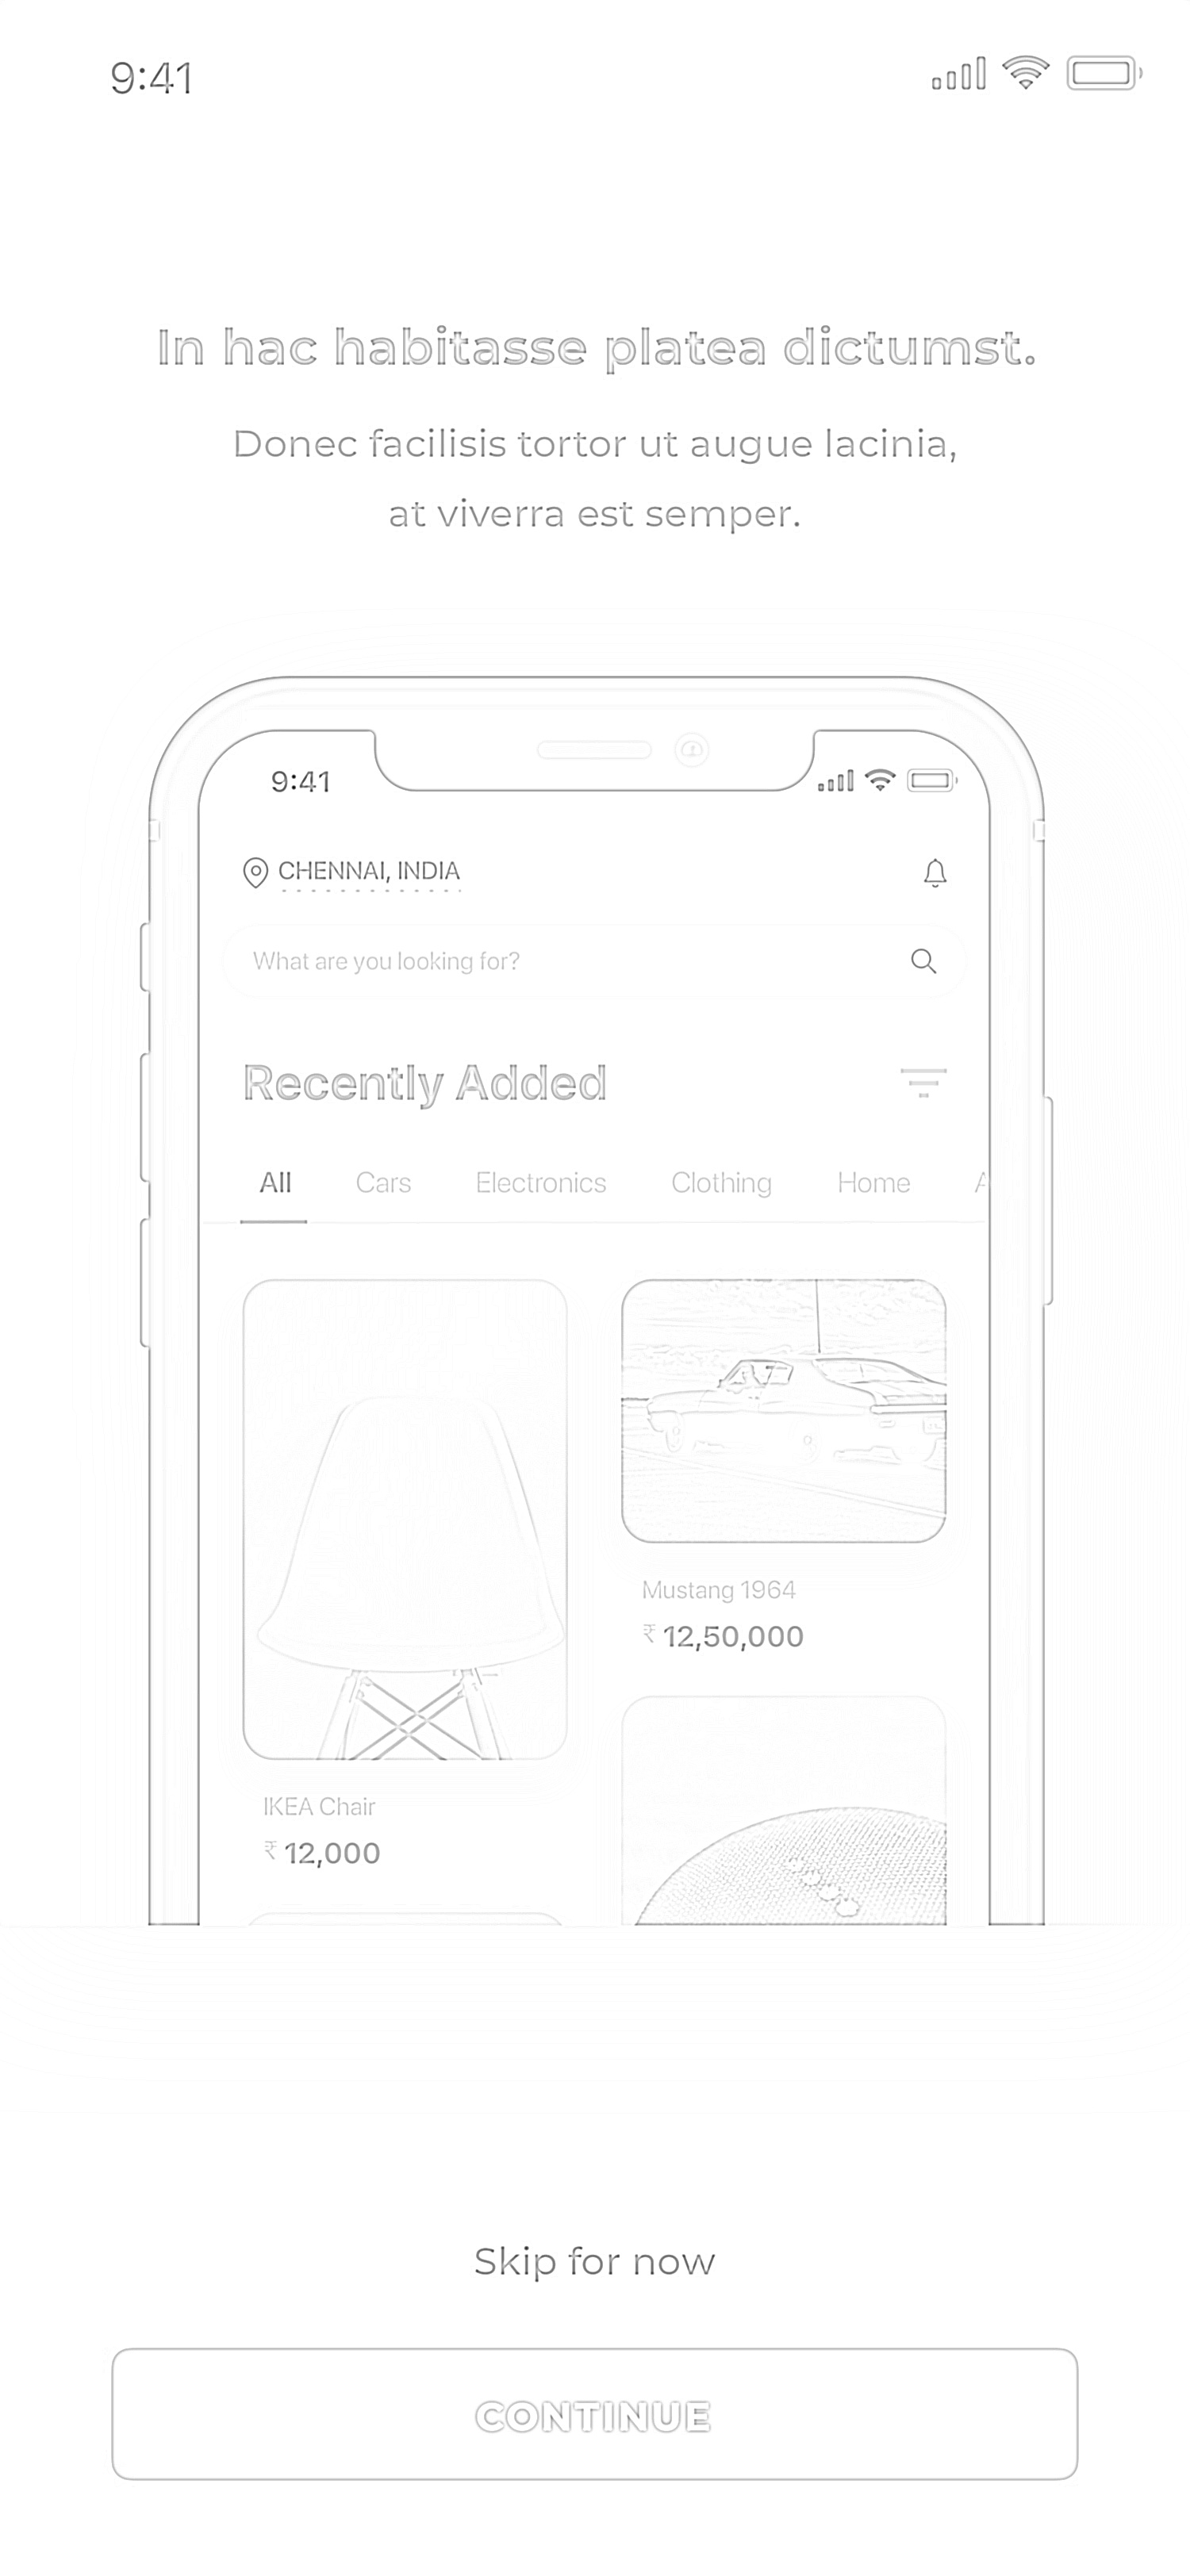 9:41
In hac habitasse platea dictumst.
Donec facilisis tortor ut augue lacinia,
at viverra est semper.
9:41
CHENNAI, INDIA
What are you looking for?
Recently Added
All Cars Electronics Clothing Home A
Mustang 1964
₹ 12,50,000
IKEA Chair
₹ 12,000
Skip for now
CONTINUE